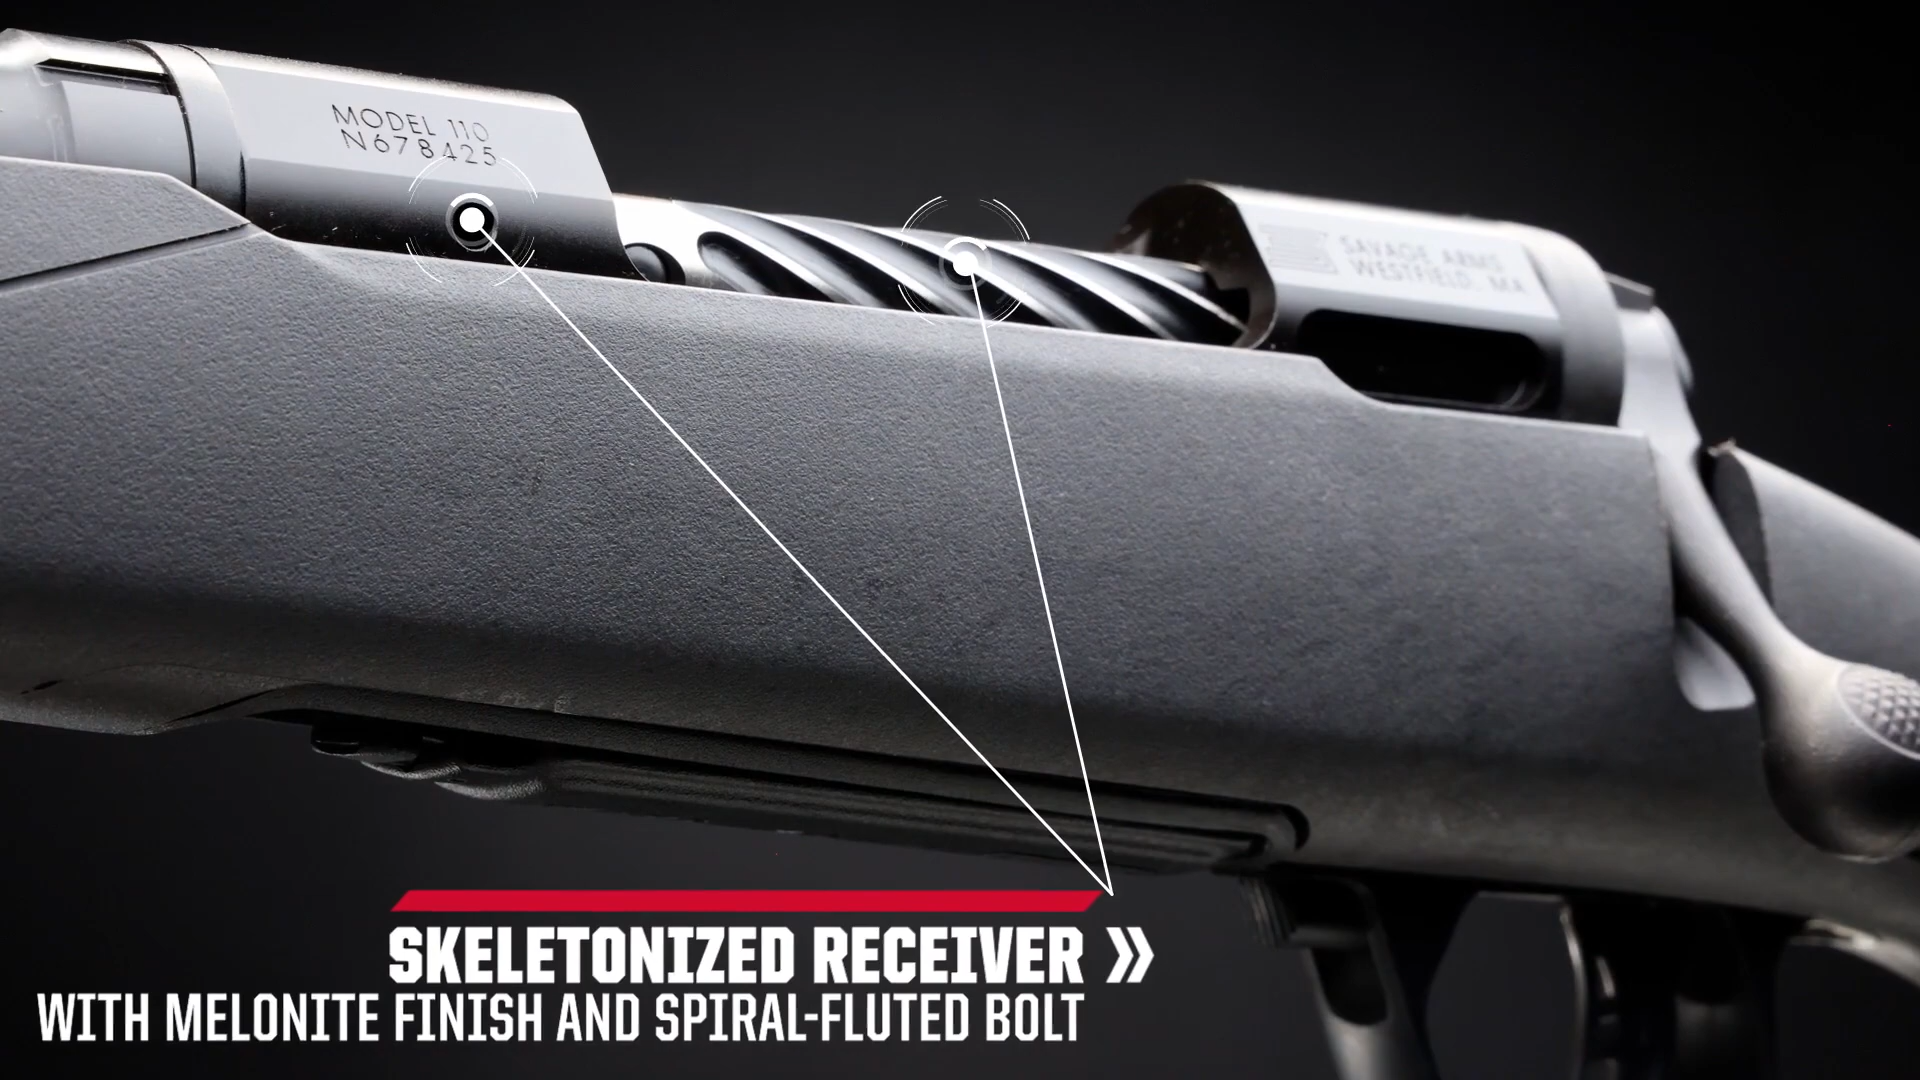 MODEL 110
N678425
SAVAGE ARMS
WESTFIELD, MA
SKELETONIZED RECEIVER »
WITH MELONITE FINISH AND SPIRAL-FLUTED BOLT